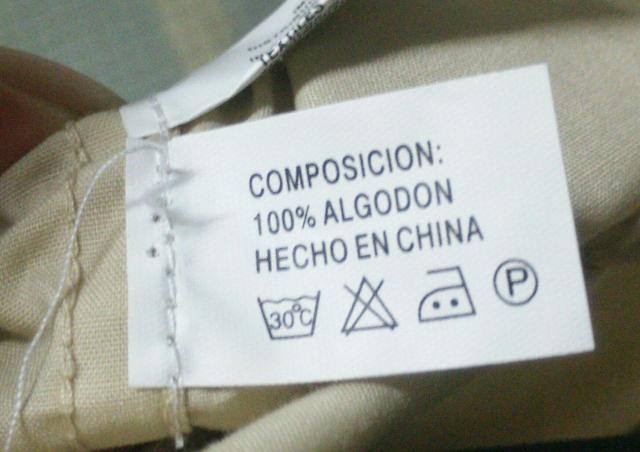 COMPOSICION:
100% ALGODON
HECHO EN CHINA
30°C P